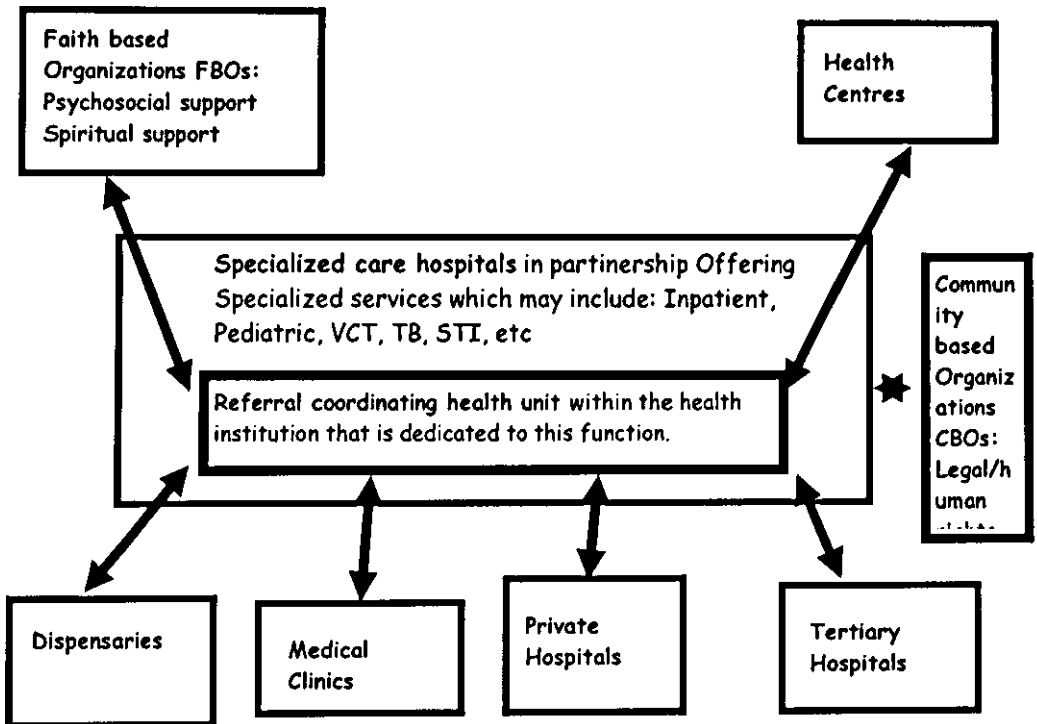 Faith based
Organizations FBOs:
Psychosocial support
Spiritual support
Health
Centres
Specialized care hospitals in partinership Offering
Specialized services which may include: Inpatient,
Pediatric, VCT, TB, STI, etc
Referral coordinating health unit within the health
institution that is dedicated to this function.
Commun
ity
based
Organiz
ations
CBOs:
Legal/h
uman
Dispensaries
Medical
Clinics
Private
Hospitals
Tertiary
Hospitals